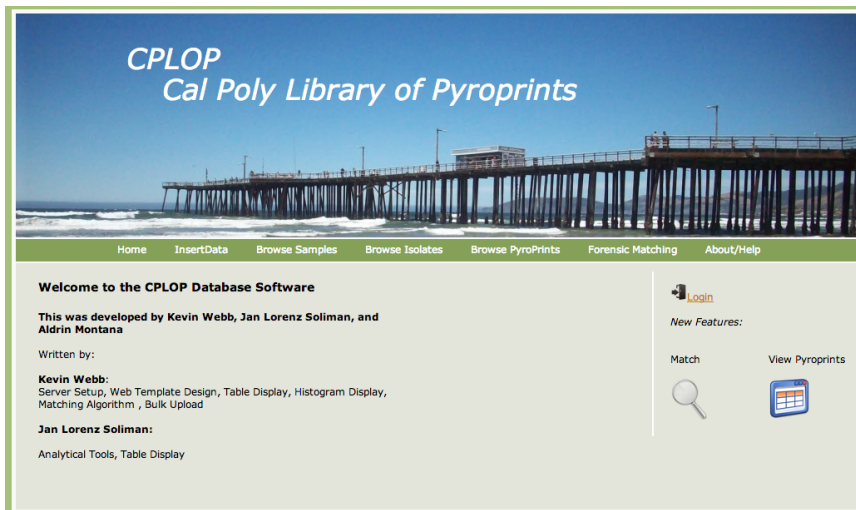 CPLOP
Cal Poly Library of Pyroprints
Home InsertData Browse Samples Browse Isolates Browse PyroPrints Forensic Matching About/Help
Welcome to the CPLOP Database Software
This was developed by Kevin Webb, Jan Lorenz Soliman, and
Aldrin Montana
Written by:
Kevin Webb:
Server Setup, Web Template Design, Table Display, Histogram Display,
Matching Algorithm , Bulk Upload
Jan Lorenz Soliman:
Analytical Tools, Table Display
Login
New Features:
Match View Pyroprints